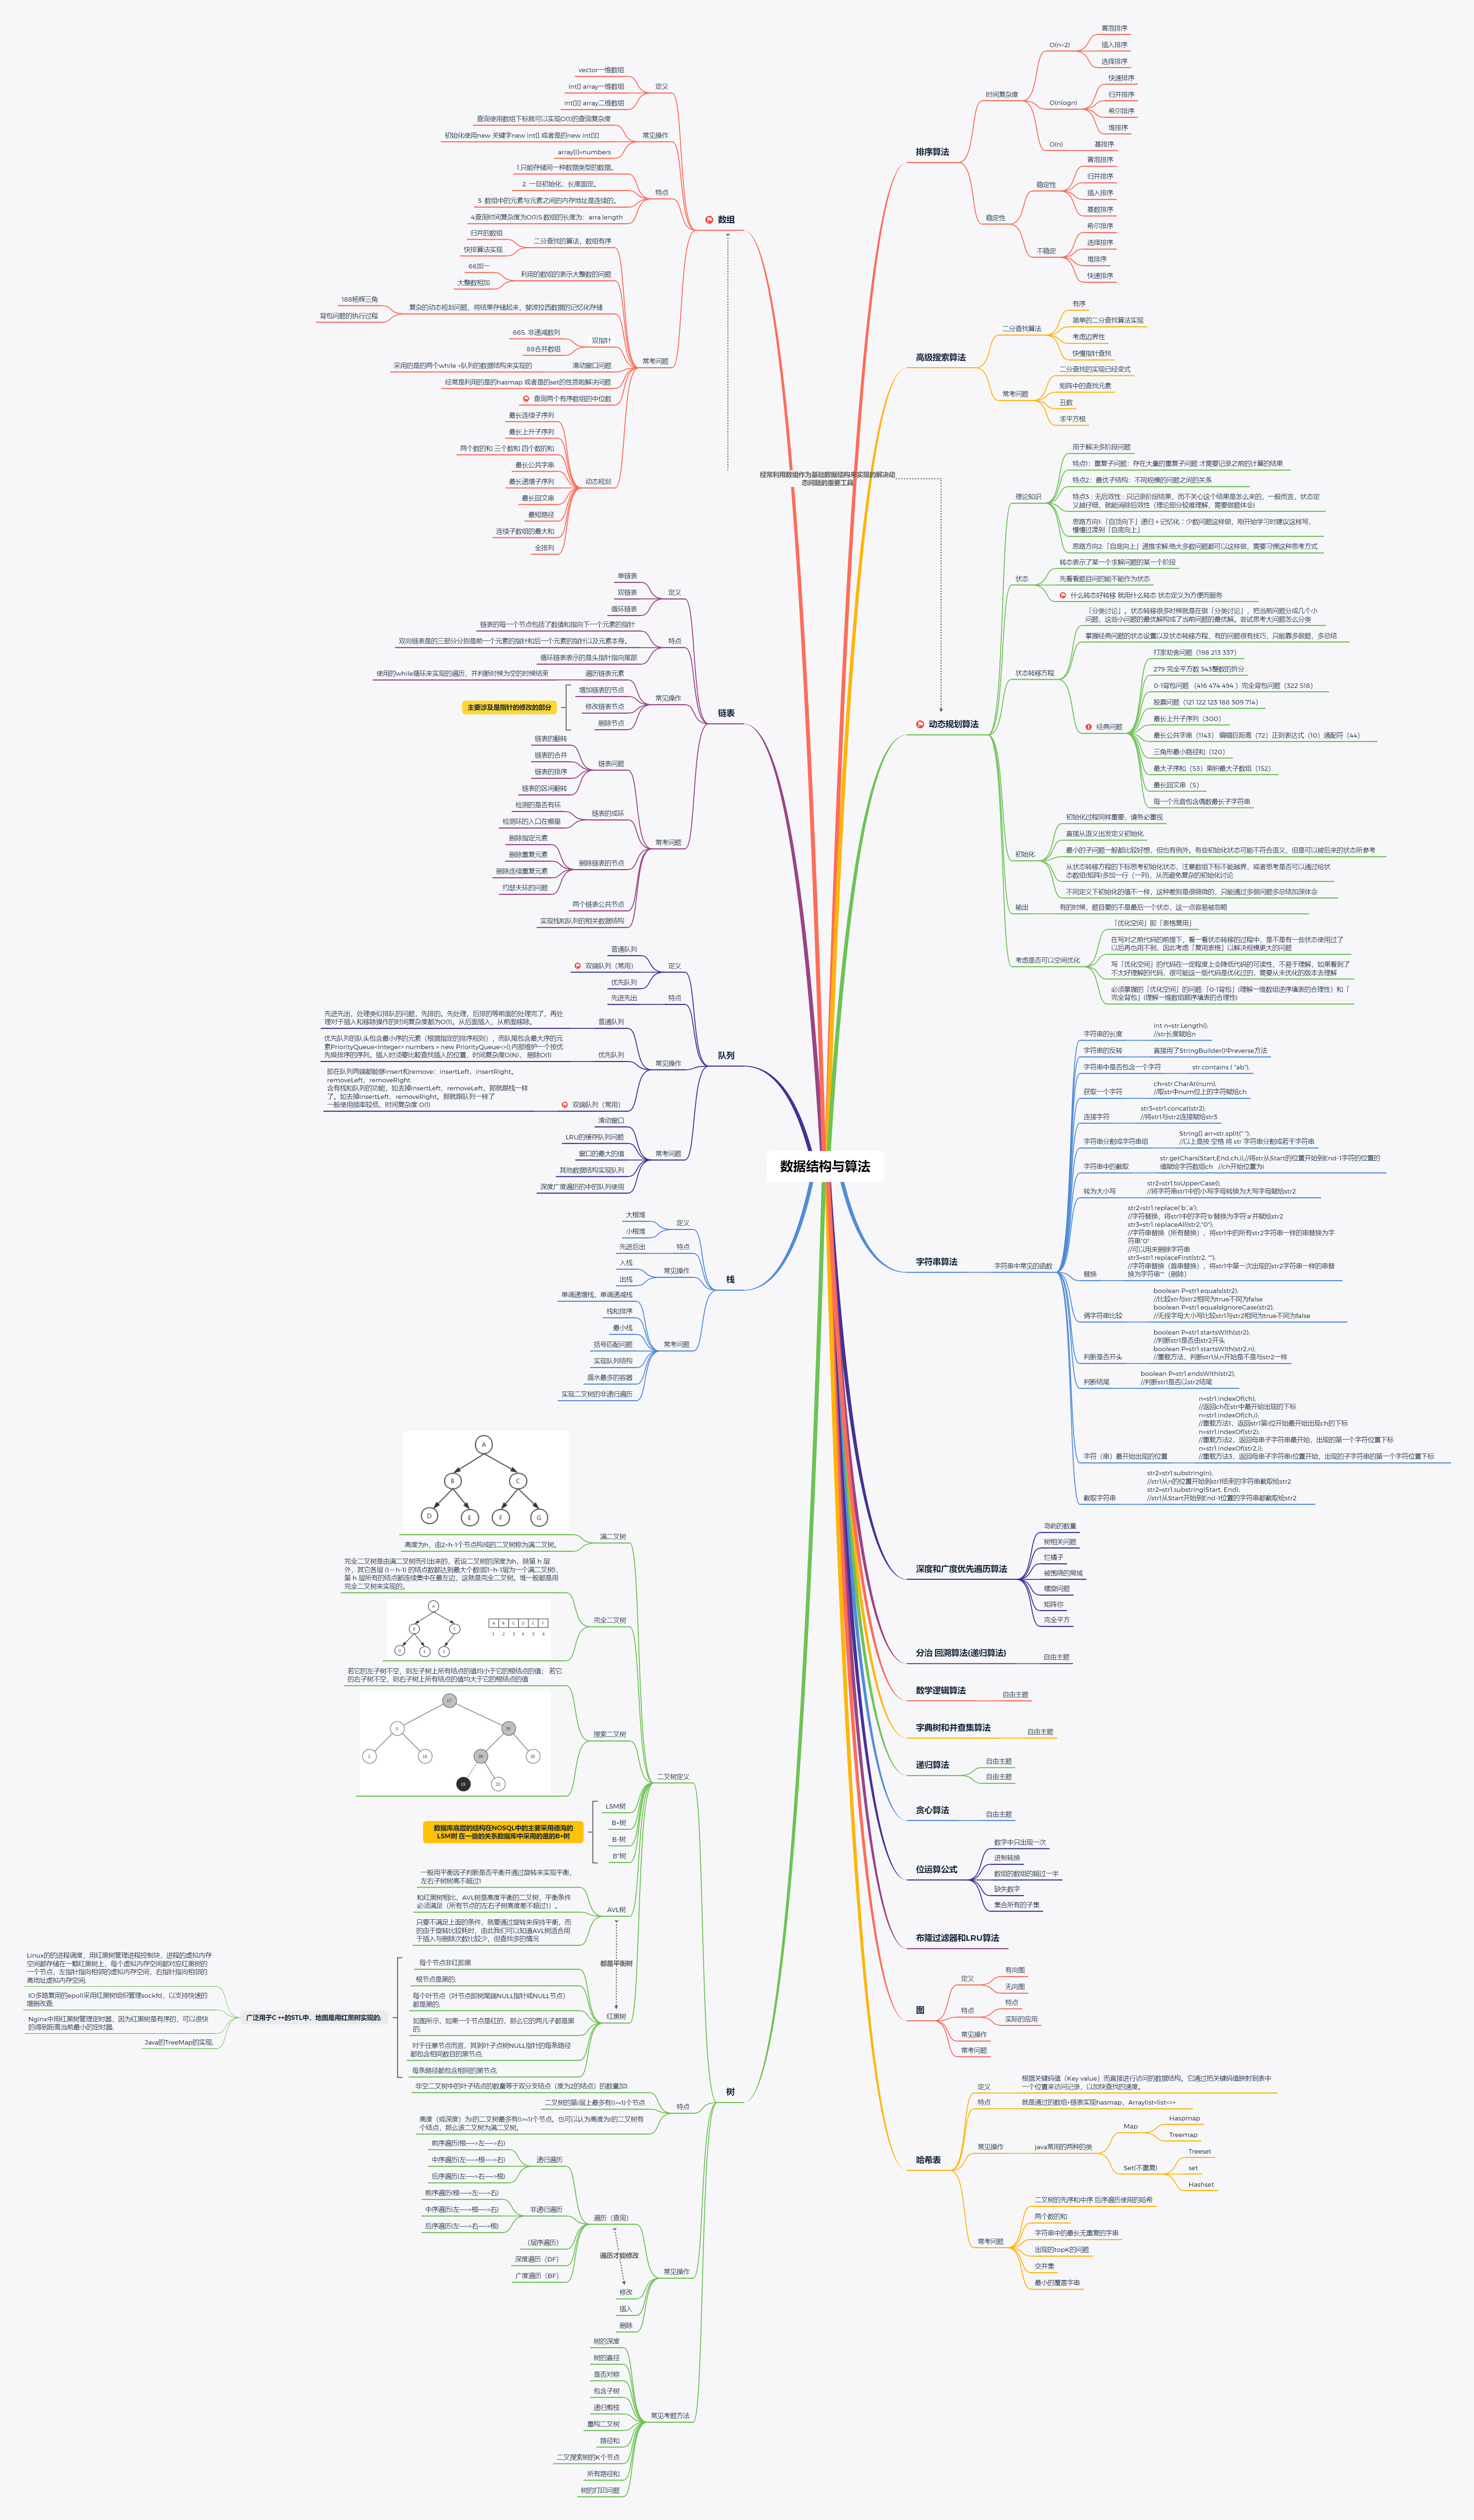 数据结构与算法
数组
定义
vector一维数组
int[] array一维数组
int[][] array二维数组
常见操作
查询使用数组下标就可以实现O(1)的查询复杂度
初始化使用new 关键字new int[] 或者是的new int[][]
array[i]=numbers
特点
1.只能存储同一种数据类型的数据。
2. 一旦初始化，长度固定。
3. 数组中的元素与元素之间的内存地址是连续的。
4查询时间复杂度为O(1)5.数组的长度为：arra.length
常考问题
二分查找的算法，数组有序
归并的数组
快排算法实现
利用的数组的表示大整数的问题
66加一
大整数相加
复杂的动态规划问题，将结果存储起来，斐波拉西数据的记忆化存储
188杨辉三角
背包问题的执行过程
双指针
665. 非递减数列
88合并数组
滑动窗口问题
采用的是的两个while +队列的数据结构来实现的
经常是利用的是的hasmap 或者是的set的性质能解决问题
查询两个有序数组的中位数
动态规划
最长连续子序列
最长上升子序列
两个数的和 三个数和 四个数的和
最长公共字串
最长递增子序列
最长回文串
最短路径
连续子数组的最大和
全排列
经常利用数组作为基础数据结构来实现的解决动
态问题的重要工具
链表
定义
单链表
双链表
循环链表
特点
链表的每一个节点包括了数值和指向下一个元素的指针
双向链表是的三部分分别是前一个元素的指针和后一个元素的指针以及元素本身。
循环链表表示的是头指针指向尾部
常见操作
遍历链表元素
使用的while循环来实现的遍历，并判断时候为空的时候结束
增加链表的节点
修改链表节点
删除节点
主要涉及是指针的修改的部分
常考问题
链表问题
链表的翻转
链表的合并
链表的排序
链表的区间翻转
链表的成环
检测的是否有环
检测环的入口在哪里
删除链表的节点
删除指定元素
删除重复元素
删除连续重复元素
约瑟夫环的问题
两个链表公共节点
实现栈和队列的相关数据结构
队列
定义
普通队列
双端队列（常用）
优先队列
特点
先进先出
常见操作
普通队列
先进先出，处理类似排队的问题，先排的。先处理，后排的等前面的处理完了，再处
理对于插入和移除操作的时间复杂度都为O(1)。从后面插入，从前面移除。
优先队列
优先队列的队头包含最小序的元素（根据指定的排序规则），而队尾包含最大序的元
素PriorityQueue<Integer> numbers = new PriorityQueue<>();内部维护一个按优
先级排序的序列。插入时须要比較查找插入的位置，时间复杂度O(N)， 删除O(1)
双端队列（常用）
即在队列两端都能够insert和remove：insertLeft、insertRight。
removeLeft、removeRight
含有栈和队列的功能，如去掉insertLeft、removeLeft，那就跟栈一样
了。如去掉insertLeft、removeRight。那就跟队列一样了
一般使用频率较低，时间复杂度 O(1)
常考问题
滑动窗口
LRU的缓存队列问题
窗口的最大的值
其他数据结构实现队列
深度广度遍历的中的队列使用
栈
定义
大根堆
小根堆
特点
先进后出
常见操作
入栈
出栈
常考问题
单调递增栈，单调递减栈
栈和排序
最小栈
括号匹配问题
实现队列结构
盛水最多的容器
实现二叉树的非递归遍历
树
二叉树定义
满二叉树
A
B
C
D
E
F
G
高度为h，由2^h-1个节点构成的二叉树称为满二叉树。
完全二叉树
完全二叉树是由满二叉树而引出来的，若设二叉树的深度为h，除第 h 层
外，其它各层 (1～h-1) 的结点数都达到最大个数(即1~h-1层为一个满二叉树)，
第 h 层所有的结点都连续集中在最左边，这就是完全二叉树。堆一般都是用
完全二叉树来实现的。
A
B
C
D
E
F
A B C D E F
1 2 3 4 5 6
搜索二叉树
若它的左子树不空，则左子树上所有结点的值均小于它的根结点的值； 若它
的右子树不空，则右子树上所有结点的值均大于它的根结点的值
17
5
35
2
16
29
38
19
33
LSM树
B+树
B-树
B*树
数据库底层的结构在NOSQL中的主要采用德海的
LSM树 在一些的关系数据库中采用的是的B+树
AVL树
一般用平衡因子判断是否平衡并通过旋转来实现平衡，
左右子树树高不超过1
和红黑树相比，AVL树是高度平衡的二叉树，平衡条件
必须满足（所有节点的左右子树高度差不超过1）。
只要不满足上面的条件，就要通过旋转来保持平衡，而
的由于旋转比较耗时，由此我们可以知道AVL树适合用
于插入与删除次数比较少，但查找多的情况
都是平衡树
红黑树
每个节点非红即黑
根节点是黑的;
每个叶节点（叶节点即树尾端NULL指针或NULL节点）
都是黑的;
如图所示，如果一个节点是红的，那么它的两儿子都是黑
的;
对于任意节点而言，其到叶子点树NULL指针的每条路径
都包含相同数目的黑节点;
每条路径都包含相同的黑节点;
广泛用于C ++的STL中，地图是用红黑树实现的;
Linux的的进程调度，用红黑树管理进程控制块，进程的虚拟内存
空间都存储在一颗红黑树上，每个虚拟内存空间都对应红黑树的
一个节点，左指针指向相邻的虚拟内存空间，右指针指向相邻的
高地址虚拟内存空间;
IO多路复用的epoll采用红黑树组织管理sockfd，以支持快速的
增删改查;
Nginx中用红黑树管理定时器，因为红黑树是有序的，可以很快
的得到距离当前最小的定时器;
Java的TreeMap的实现;
特点
非空二叉树中的叶子结点的数量等于双分支结点（度为2的结点）的数量加1
二叉树的第i层上最多有(i>=1)个节点
高度（或深度）为i的二叉树最多有(i>=1)个节点。也可以认为高度为i的二叉树有
个结点，那么该二叉树为满二叉树。
常见操作
遍历（查询）
递归遍历
前序遍历(根—->左—->右)
中序遍历(左—->根—->右)
后序遍历(左—->右—->根)
非递归遍历
前序遍历(根—->左—->右)
中序遍历(左—->根—->右)
后序遍历(左—->右—->根)
（层序遍历）
深度遍历（DF）
广度遍历（BF）
遍历才能修改
修改
插入
删除
常见考题方法
树的深度
树的直径
是否对称
包含子树
递归剪枝
重构二叉树
路径和
二叉搜索树的K个节点
所有路径和
树的打印问题
排序算法
时间复杂度
O(n^2)
冒泡排序
插入排序
选择排序
O(nlogn)
快速排序
归并排序
希尔排序
堆排序
O(n)
基排序
稳定性
稳定性
冒泡排序
归并排序
插入排序
基数排序
不稳定
希尔排序
选择排序
堆排序
快速排序
高级搜索算法
二分查找算法
有序
简单的二分查找算法实现
考虑边界性
快慢指针查找
常考问题
二分查找的实现已经变式
矩阵中的查找元素
丑数
求平方根
动态规划算法
理论知识
用于解决多阶段问题
特点1：重复子问题：存在大量的重复子问题 才需要记录之前的计算的结果
特点2：最优子结构：不同规模的问题之间的关系
特点3 : 无后效性 : 只记录阶段结果，而不关心这个结果是怎么来的，一般而言，状态定
义越仔细，就能消除后效性（理论部分较难理解，需要做题体会)
思路方向1: 「自顶向下」递归 + 记忆化：少数问题这样做，刚开始学习时建议这样写，
慢慢过渡到「自底向上」
思路方向2:「自底向上」递推求解:绝大多数问题都可以这样做，需要习惯这种思考方式
状态
转态表示了某一个求解问题的某一个阶段
先看看题目问的能不能作为状态
什么转态好转移 就用什么转态 状态定义为方便而服务
状态转移方程
「分类讨论」。状态转移很多时候就是在做「分类讨论」，把当前问题分成几个小
问题，这些小问题的最优解构成了当前问题的最优解。尝试思考大问题怎么分类
掌握经典问题的状态设置以及状态转移方程，有的问题很有技巧，只能靠多做题，多总结
经典问题
打家劫舍问题（198 213 337）
279 完全平方数 343整数的拆分
0-1背包问题 （416 474 494 ）完全背包问题（322 518）
股票问题（121 122 123 188 309 714）
最长上升子序列（300）
最长公共字串（1143） 编辑巨距离（72）正则表达式（10）通配符（44）
三角形最小路径和（120）
最大子序和（53）乘积最大子数组（152）
最长回文串（5）
每一个元音包含偶数最长子字符串
初始化
初始化过程同样重要，请务必重视
直接从语义出发定义初始化
最小的子问题一般都比较好想，但也有例外。有些初始化状态可能不符合语义，但是可以被后来的状态所参考
从状态转移方程的下标思考初始化状态，注意数组下标不能越界，或者思考是否可以通过给状
态数组(矩阵)多加一行（一列)，从而避免复杂的初始化讨论
不同定义下初始化的值不一样，这种差别是很细微的，只能通过多做问题多总结加深体会
输出
有的时候，题目要的不是最后一个状态，这一点容易被忽略
考虑是否可以空间优化
「优化空间」即「表格复用」
在写对之前代码的前提下，看一看状态转移的过程中，是不是有一些状态使用过了
以后再也用不到，因此考虑「复用表格」以解决规模更大的问题
写「优化空间」的代码在一定程度上会降低代码的可读性，不易于理解，如果看到了
不太好理解的代码，很可能这一版代码是优化过的，需要从未优化的版本去理解
必须掌握的「优化空间」的问题:「0-1背包」(理解一维数组逆序填表的合理性）和「
完全背包」(理解一维数组顺序填表的合理性)
字符串算法
字符串中常见的函数
字符串的长度
int n=str.Length();
//str长度赋给n
字符串的反转
直接用了StringBuilder()中reverse方法
字符串中是否包含一个字符
str.contains ( "ab");
获取一个字符
ch=str.CharAt(num);
//取str中num位上的字符赋给ch
连接字符
str3=str1.concat(str2);
//将str1与str2连接赋给str3
字符串分割成字符串组
String[] arr=str.split(" ");
//以上是按 空格 将 str 字符串分割成若干字符串
字符串中的截取
str.getChars(Start,End,ch,i);//将str从Start的位置开始到End-1字符的位置的
值赋给字符数组ch   //ch开始位置为i
转为大小写
str2=str1.toUpperCase();
//将字符串str1中的小写字母转换为大写字母赋给str2
替换
str2=str1.replace('b','a');
//字符替换，将str1中的字符'b'替换为字符'a'并赋给str2
str3=str1.replaceAll(str2,"0");
//字符串替换（所有替换），将str1中的所有str2字符串一样的串替换为字
符串"0"
//可以用来删除字符串
str3=str1.replaceFirst(str2, "");
//字符串替换（首串替换），将str1中第一次出现的str2字符串一样的串替
换为字符串""（删除）
俩字符串比较
boolean P=str1.equals(str2);
//比较str与str2相同为true不同为false
boolean P=str1.equalsIgnoreCase(str2);
//无视字母大小写比较str1与str2相同为true不同为false
判断是否开头
boolean P=str1.startsWith(str2);
//判断str1是否由str2开头
boolean P=str1.startsWith(str2,n);
//重载方法，判断str1从n开始是不是与str2一样
判断结尾
boolean P=str1.endsWith(str2);
//判断str1是否以str2结尾
字符（串）最开始出现的位置
n=str1.indexOf(ch);
//返回ch在str中最开始出现的下标
n=str1.indexOf(ch,i);
//重载方法1，返回str1第i位开始最开始出现ch的下标
n=str1.indexOf(str2);
//重载方法2，返回母串子字符串最开始，出现的第一个字符位置下标
n=str1.indexOf(str2,i);
//重载方法3，返回母串子字符串i位置开始，出现的子字符串的第一个字符位置下标
截取字符串
str2=str1.substring(n);
//str1从n的位置开始到str1结束的字符串截取给str2
str2=str1.substring(Start, End);
//str1从Start开始到End-1位置的字符串都截取给str2
深度和广度优先遍历算法
岛屿的数量
树相关问题
烂橘子
被围绕的局域
螺旋问题
矩阵你
完全平方
分治 回溯算法(递归算法)
自由主题
数学逻辑算法
自由主题
字典树和并查集算法
自由主题
递归算法
自由主题
自由主题
贪心算法
自由主题
位运算公式
数字中只出现一次
进制转换
数组的数组的超过一半
缺失数字
集合所有的子集
布隆过滤器和LRU算法
图
定义
有向图
无向图
特点
特点
实际的应用
常见操作
常考问题
哈希表
定义
根据关键码值（Key value）而直接进行访问的数据结构。它通过把关键码值映射到表中
一个位置来访问记录，以加快查找的速度。
特点
就是通过的数组+链表实现hasmap，Arraylist<list<>>
常见操作
java常用的两种的类
Map
Haspmap
Treemap
Set(不重复)
Treeset
set
Hashset
常考问题
二叉树的先序和中序 后序遍历使用的哈希
两个数的和
字符串中的最长无重复的字串
出现的topK的问题
交并集
最小的覆盖字串